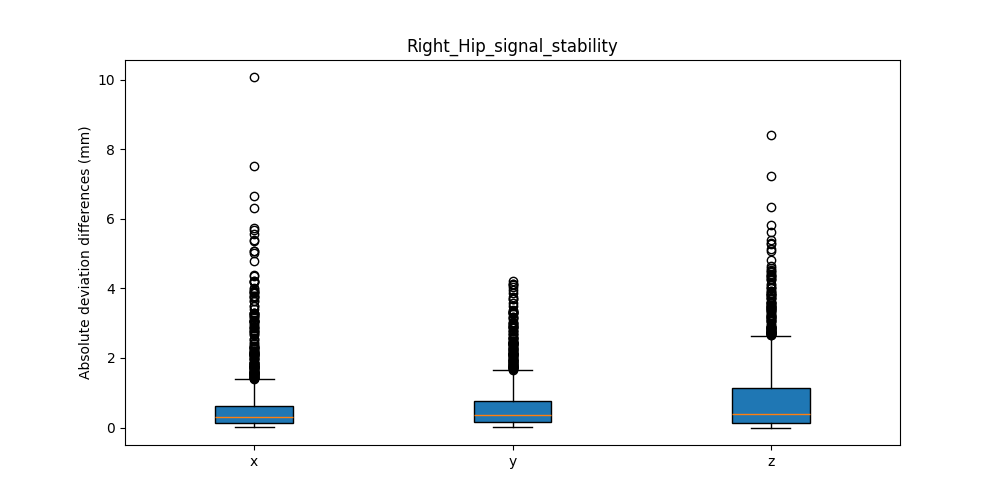 Right_Hip_signal_stability
Absolute deviation differences (mm)
10
8
6
4
2
0
x
y
z